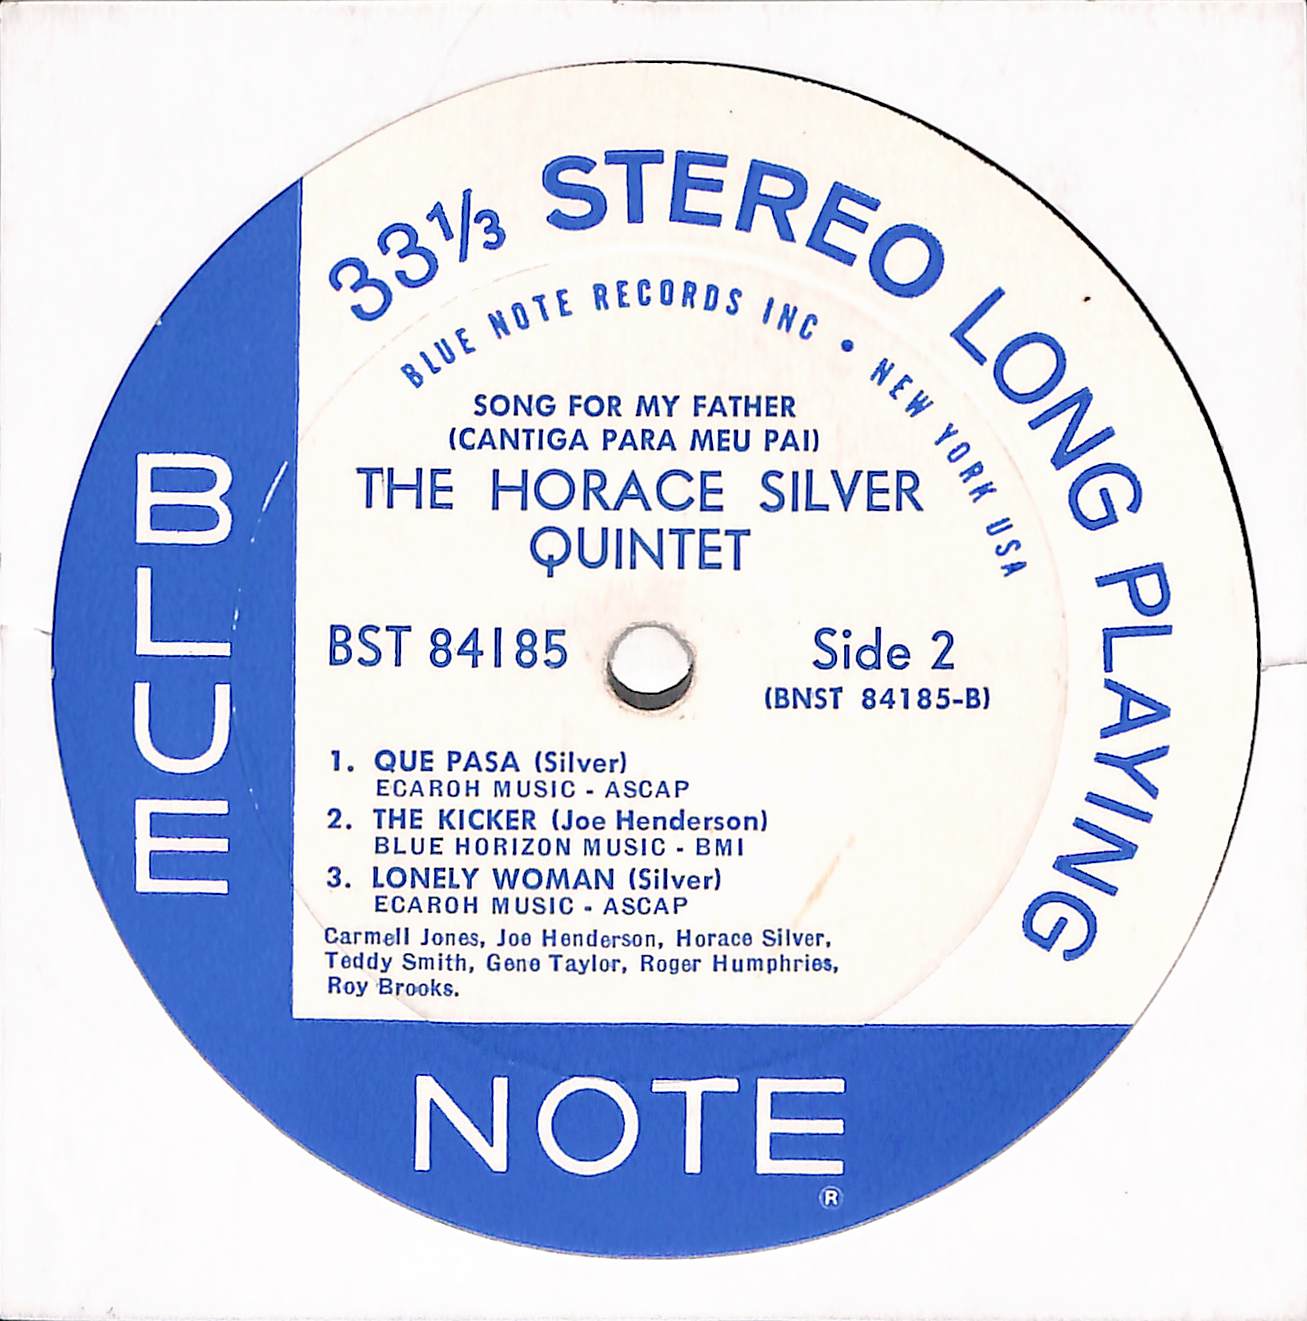 33⅓ STEREO LONG PLAYING
BLUE NOTE RECORDS INC • NEW YORK USA
SONG FOR MY FATHER
(CANTIGA PARA MEU PAI)
THE HORACE SILVER
QUINTET
BST 84185
Side 2
(BNST 84185-B)
1. QUE PASA (Silver)
ECAROH MUSIC - ASCAP
2. THE KICKER (Joe Henderson)
BLUE HORIZON MUSIC - BMI
3. LONELY WOMAN (Silver)
ECAROH MUSIC - ASCAP
Carmell Jones, Joe Henderson, Horace Silver,
Teddy Smith, Gene Taylor, Roger Humphries,
Roy Brooks.
BLUE
NOTE
®